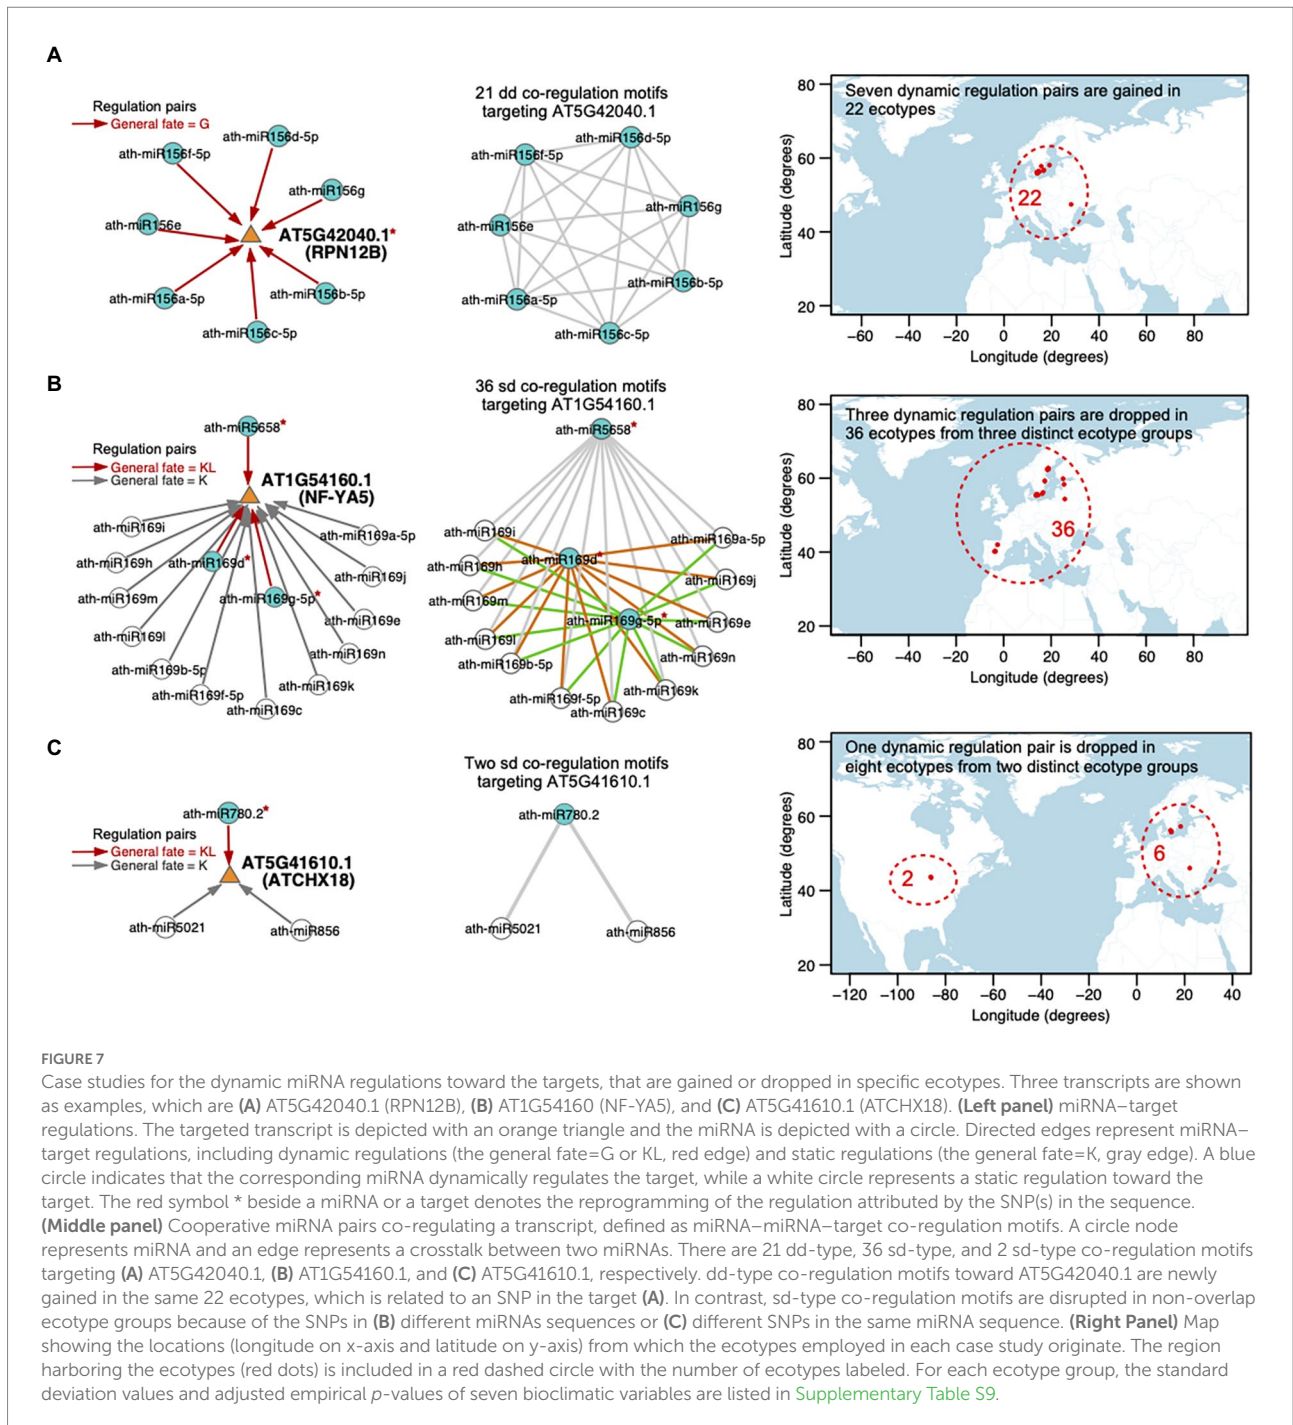 A
Regulation pairs
General fate = G
ath-miR156d-5p
ath-miR156f-5p
ath-miR156g
ath-miR156e
AT5G42040.1*
(RPN12B)
ath-miR156a-5p
ath-miR156b-5p
ath-miR156c-5p
21 dd co-regulation motifs
targeting AT5G42040.1
ath-miR156d-5p
ath-miR156f-5p
ath-miR156g
ath-miR156e
ath-miR156b-5p
ath-miR156a-5p
ath-miR156c-5p
Seven dynamic regulation pairs are gained in
22 ecotypes
22
Latitude (degrees)
80
60
40
20
−60 −40 −20 0 20 40 60 80
Longitude (degrees)
B
ath-miR5658*
Regulation pairs
General fate = KL
General fate = K
AT1G54160.1
(NF-YA5)
ath-miR169i
ath-miR169a-5p
ath-miR169h
ath-miR169d*
ath-miR169j
ath-miR169m
ath-miR169g-5p*
ath-miR169e
ath-miR169l
ath-miR169n
ath-miR169b-5p
ath-miR169k
ath-miR169f-5p
ath-miR169c
36 sd co-regulation motifs
targeting AT1G54160.1
ath-miR5658*
ath-miR169i
ath-miR169a-5p
ath-miR169h
ath-miR169d*
ath-miR169j
ath-miR169m
ath-miR169g-5p*
ath-miR169e
ath-miR169l
ath-miR169n
ath-miR169b-5p
ath-miR169k
ath-miR169f-5p
ath-miR169c
Three dynamic regulation pairs are dropped in
36 ecotypes from three distinct ecotype groups
36
Latitude (degrees)
80
60
40
20
−60 −40 −20 0 20 40 60 80
Longitude (degrees)
C
ath-miR780.2*
Regulation pairs
General fate = KL
General fate = K
AT5G41610.1
(ATCHX18)
ath-miR5021
ath-miR856
Two sd co-regulation motifs
targeting AT5G41610.1
ath-miR780.2
ath-miR5021
ath-miR856
One dynamic regulation pair is dropped in
eight ecotypes from two distinct ecotype groups
2
6
Latitude (degrees)
80
60
40
20
−120 −100 −80 −60 −40 −20 0 20 40
Longitude (degrees)
FIGURE 7
Case studies for the dynamic miRNA regulations toward the targets, that are gained or dropped in specific ecotypes. Three transcripts are shown
as examples, which are (A) AT5G42040.1 (RPN12B), (B) AT1G54160 (NF-YA5), and (C) AT5G41610.1 (ATCHX18). (Left panel) miRNA–target
regulations. The targeted transcript is depicted with an orange triangle and the miRNA is depicted with a circle. Directed edges represent miRNA–
target regulations, including dynamic regulations (the general fate=G or KL, red edge) and static regulations (the general fate=K, gray edge). A blue
circle indicates that the corresponding miRNA dynamically regulates the target, while a white circle represents a static regulation toward the
target. The red symbol * beside a miRNA or a target denotes the reprogramming of the regulation attributed by the SNP(s) in the sequence.
(Middle panel) Cooperative miRNA pairs co-regulating a transcript, defined as miRNA–miRNA–target co-regulation motifs. A circle node
represents miRNA and an edge represents a crosstalk between two miRNAs. There are 21 dd-type, 36 sd-type, and 2 sd-type co-regulation motifs
targeting (A) AT5G42040.1, (B) AT1G54160.1, and (C) AT5G41610.1, respectively. dd-type co-regulation motifs toward AT5G42040.1 are newly
gained in the same 22 ecotypes, which is related to an SNP in the target (A). In contrast, sd-type co-regulation motifs are disrupted in non-overlap
ecotype groups because of the SNPs in (B) different miRNAs sequences or (C) different SNPs in the same miRNA sequence. (Right Panel) Map
showing the locations (longitude on x-axis and latitude on y-axis) from which the ecotypes employed in each case study originate. The region
harboring the ecotypes (red dots) is included in a red dashed circle with the number of ecotypes labeled. For each ecotype group, the standard
deviation values and adjusted empirical p-values of seven bioclimatic variables are listed in Supplementary Table S9.